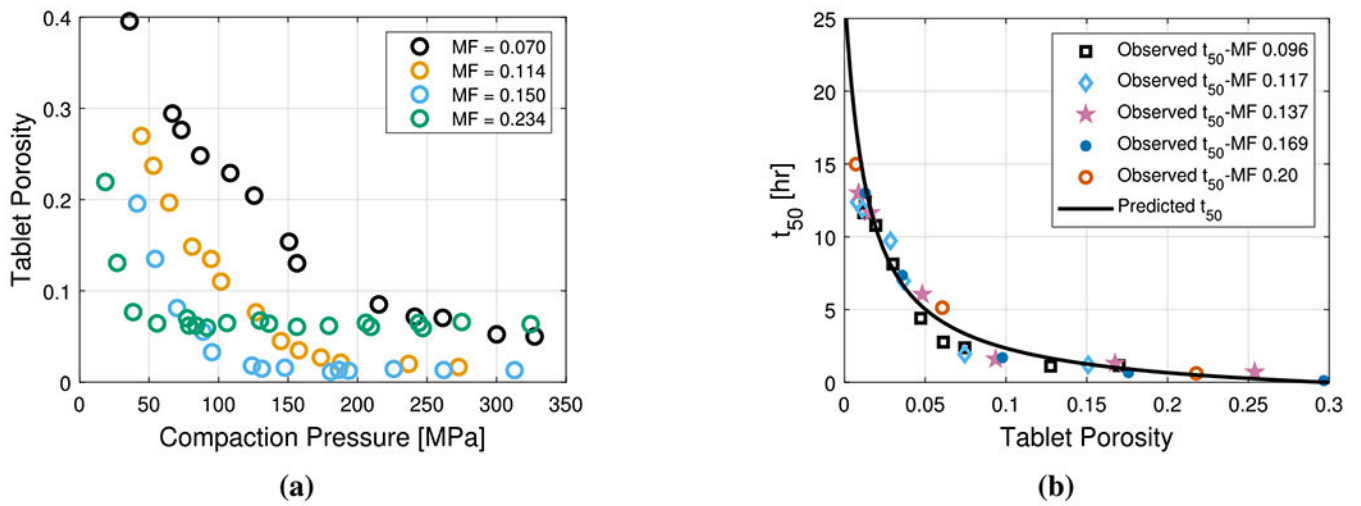 0.4
0.3
0.2
0.1
0
Tablet Porosity
0 50 100 150 200 250 300 350
Compaction Pressure [MPa]
MF = 0.070
MF = 0.114
MF = 0.150
MF = 0.234
(a)
25
20
15
10
5
0
t50 [hr]
0 0.05 0.1 0.15 0.2 0.25 0.3
Tablet Porosity
Observed t50-MF 0.096
Observed t50-MF 0.117
Observed t50-MF 0.137
Observed t50-MF 0.169
Observed t50-MF 0.20
Predicted t50
(b)